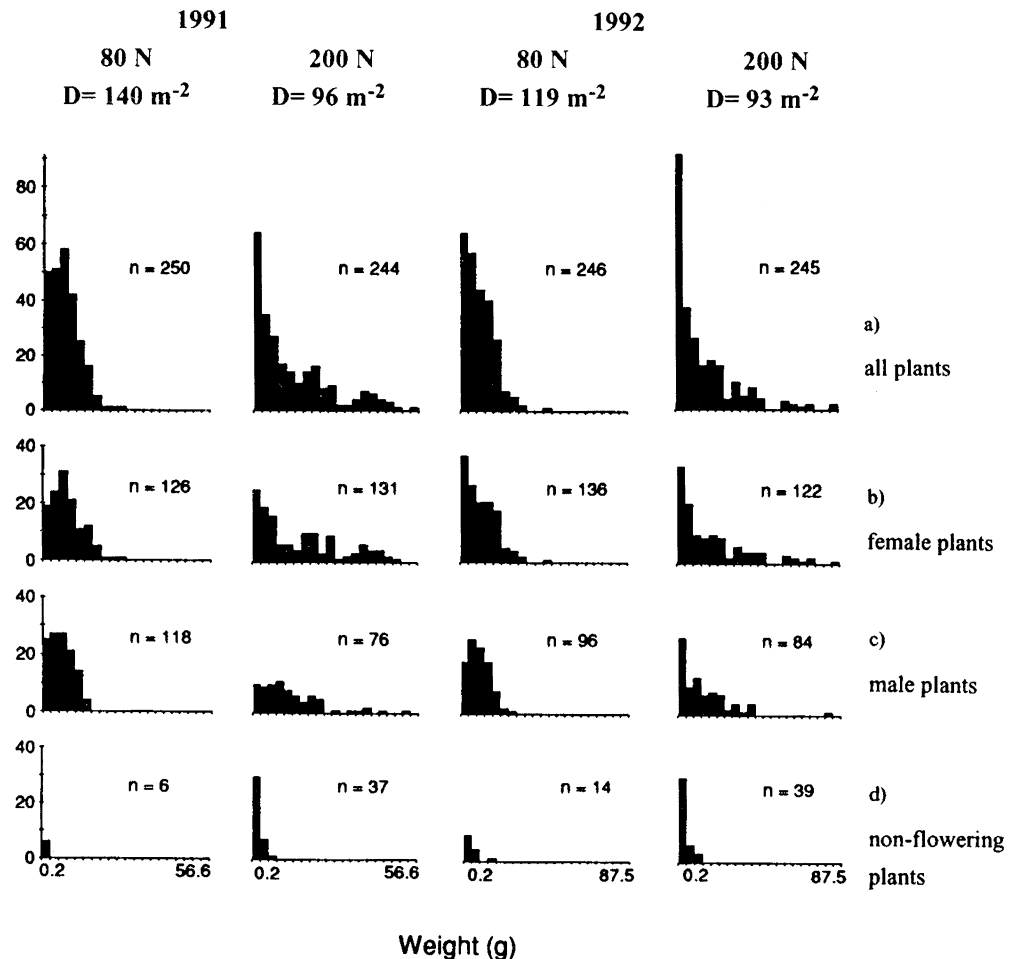 1991 1992
80 N 200 N 80 N 200 N
D= 140 m-2 D= 96 m-2 D= 119 m-2 D= 93 m-2
80
60
40
20
0
n = 250 n = 244 n = 246 n = 245
a)
all plants
40
20
0
n = 126 n = 131 n = 136 n = 122
b)
female plants
40
20
0
n = 118 n = 76 n = 96 n = 84
c)
male plants
40
20
0
n = 6 n = 37 n = 14 n = 39
d)
non-flowering
plants
0.2 56.6 0.2 56.6 0.2 87.5 0.2 87.5
Weight (g)